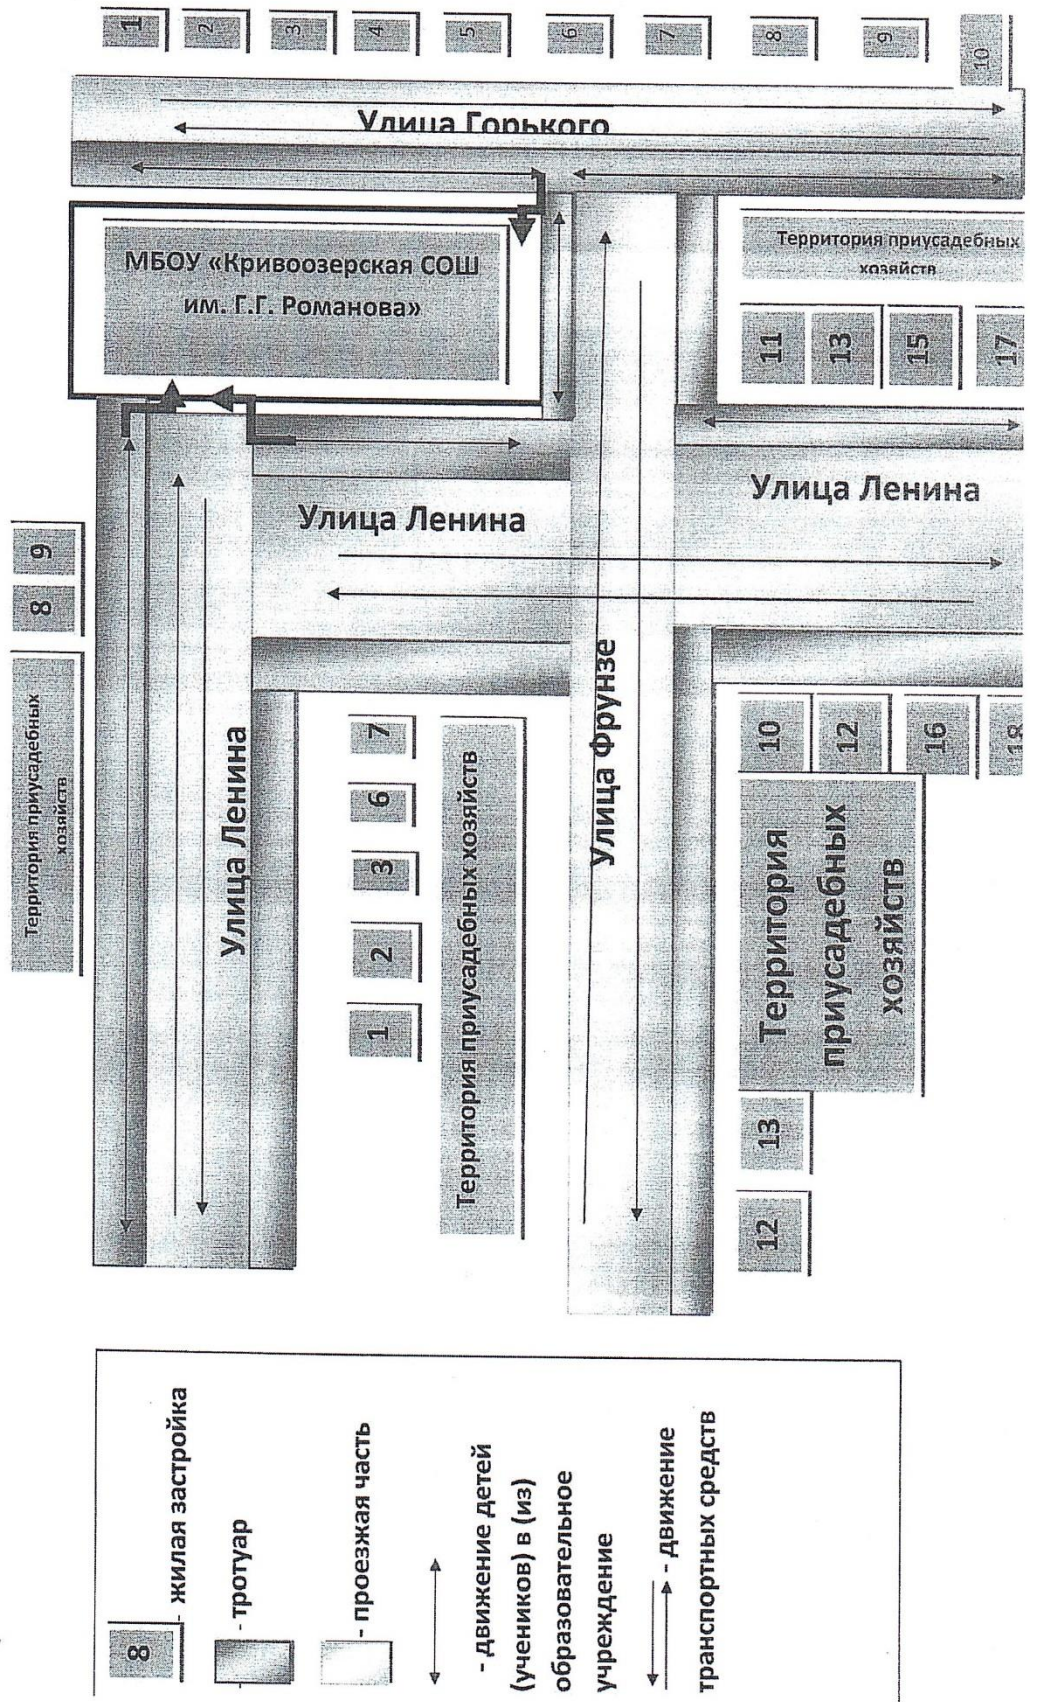 1
2
3
4
5
6
7
8
9
10
Улица Горького
МБОУ «Кривоозерская СОШ
им. Г.Г. Романова»
Территория приусадебных
хозяйств
11
13
15
17
Улица Ленина
Улица Ленина
Улица Ленина
Улица Фрунзе
8
9
Территория приусадебных
хозяйств
1
2
3
6
7
Территория приусадебных хозяйств
10
12
16
18
Территория
приусадебных
хозяйств
12
13
8
- жилая застройка
- тротуар
- проезжая часть
- движение детей
(учеников) в (из)
образовательное
учреждение
- движение
транспортных средств